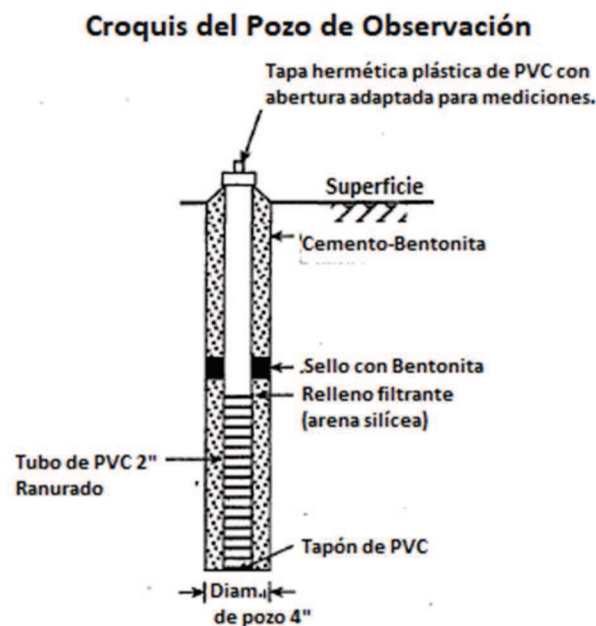 Croquis del Pozo de Observación
Tapa hermética plástica de PVC con
abertura adaptada para mediciones.
Superficie
Cemento-Bentonita
Sello con Bentonita
Relleno filtrante
(arena silícea)
Tubo de PVC 2"
Ranurado
Tapón de PVC
Diam.
de pozo 4"